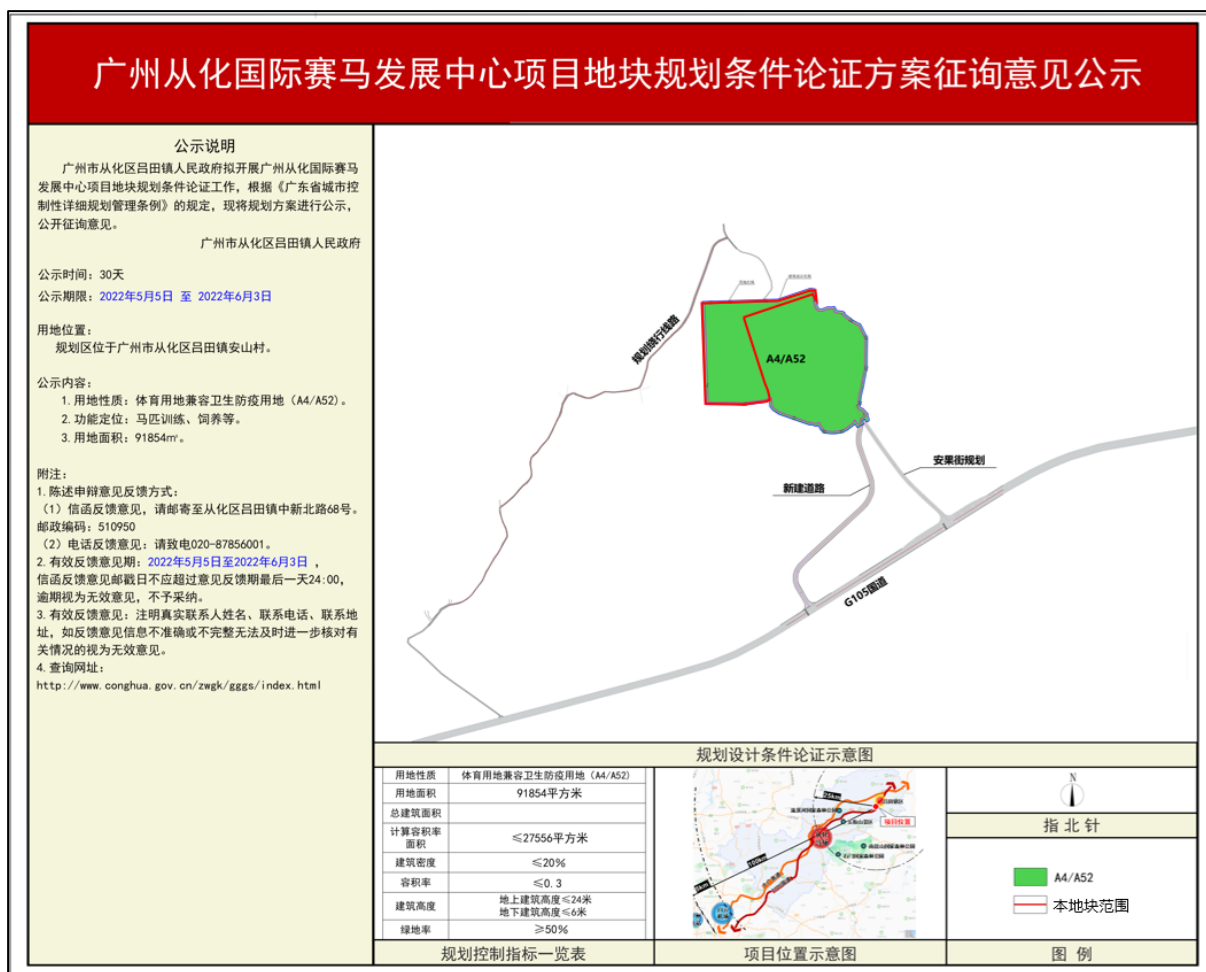 广州从化国际赛马发展中心项目地块规划条件论证方案征询意见公示
公示说明
广州市从化区吕田镇人民政府拟开展广州从化国际赛马
发展中心项目地块规划条件论证工作，根据《广东省城市控
制性详细规划管理条例》的规定，现将规划方案进行公示，
公开征询意见。
广州市从化区吕田镇人民政府
公示时间：30天
公示期限：2022年5月5日 至 2022年6月3日
用地位置：
规划区位于广州市从化区吕田镇安山村。
公示内容：
1.用地性质：体育用地兼容卫生防疫用地（A4/A52）。
2.功能定位：马匹训练、饲养等。
3.用地面积：91854㎡。
附注：
1.陈述申辩意见反馈方式：
（1）信函反馈意见，请邮寄至从化区吕田镇中新北路68号。
邮政编码：510950
（2）电话反馈意见：请致电020-87856001。
2.有效反馈意见期：2022年5月5日至2022年6月3日 ，
信函反馈意见邮戳日不应超过意见反馈期最后一天24:00，
逾期视为无效意见，不予采纳。
3.有效反馈意见：注明真实联系人姓名、联系电话、联系地
址，如反馈意见信息不准确或不完整无法及时进一步核对有
关情况的视为无效意见。
4.查询网址：
http://www.conghua.gov.cn/zwgk/gggs/index.html
规划绕行线路
A4/A52
安果街规划
新建道路
G105国道
规划设计条件论证示意图
用地性质 体育用地兼容卫生防疫用地（A4/A52）
用地面积 91854平方米
总建筑面积
计算容积率
面积 ≤27556平方米
建筑密度 ≤20%
容积率 ≤0.3
建筑高度 地上建筑高度≤24米
地下建筑高度≤6米
绿地率 ≥50%
规划控制指标一览表
25km
100km
项目位置
项目位置示意图
N
指北针
A4/A52
本地块范围
图 例